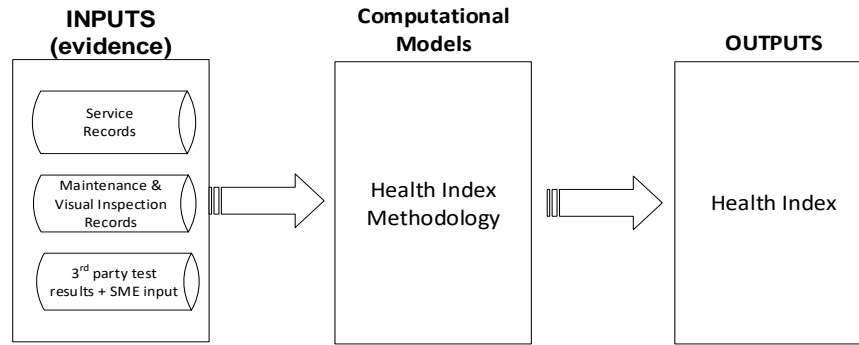 INPUTS
(evidence)
Service
Records
Maintenance &
Visual Inspection
Records
3rd party test
results + SME input
Computational
Models
Health Index
Methodology
OUTPUTS
Health Index